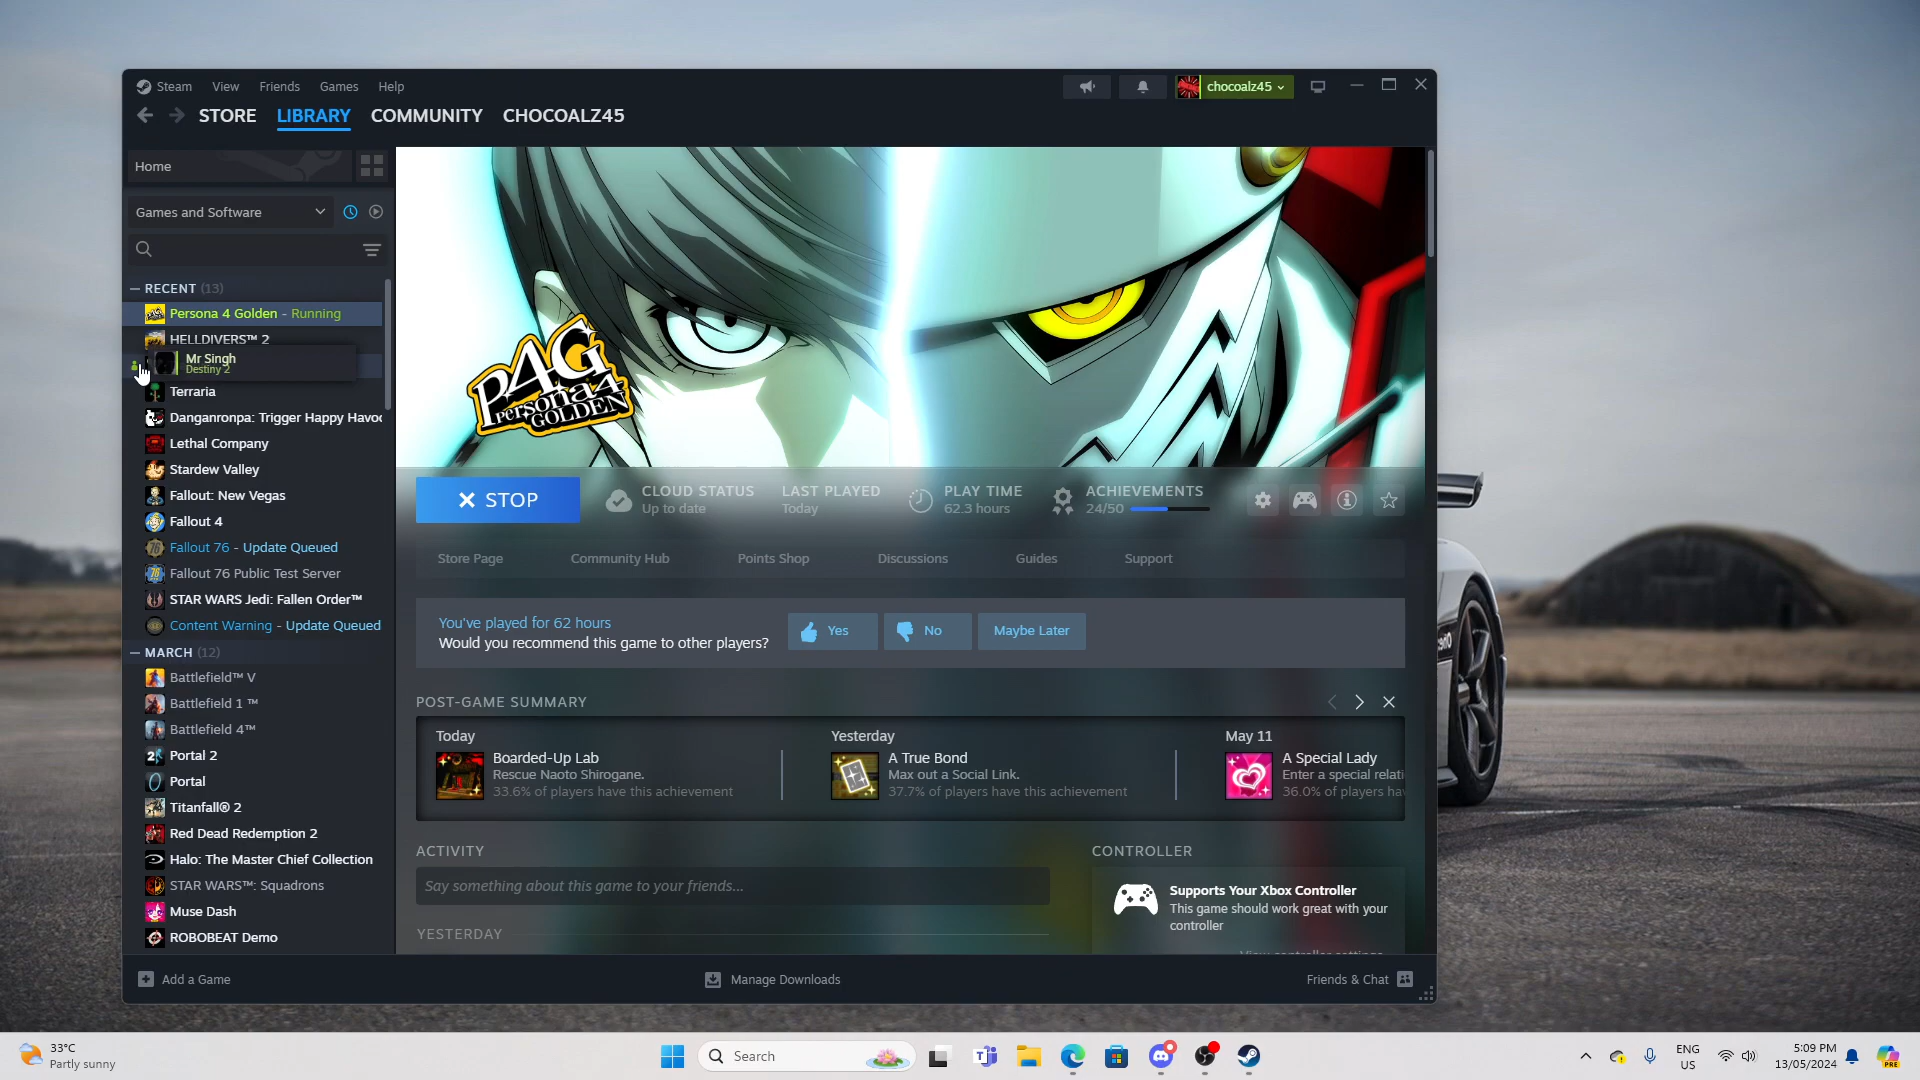 Steam View Friends Games Help
chocoalz45
STORE LIBRARY COMMUNITY CHOCOALZ45
Home
Games and Software
— RECENT (13)
Persona 4 Golden - Running
HELLDIVERS™ 2
Mr Singh
Destiny 2
Terraria
Danganronpa: Trigger Happy Havoc
Lethal Company
Stardew Valley
Fallout: New Vegas
Fallout 4
Fallout 76 - Update Queued
Fallout 76 Public Test Server
STAR WARS Jedi: Fallen Order™
Content Warning - Update Queued
— MARCH (12)
Battlefield™ V
Battlefield 1 ™
Battlefield 4™
Portal 2
Portal
Titanfall® 2
Red Dead Redemption 2
Halo: The Master Chief Collection
STAR WARS™: Squadrons
Muse Dash
ROBOBEAT Demo
P4G
Persona4
GOLDEN
STOP
CLOUD STATUS
Up to date
LAST PLAYED
Today
PLAY TIME
62.3 hours
ACHIEVEMENTS
24/50
Store Page Community Hub Points Shop Discussions Guides Support
You've played for 62 hours
Would you recommend this game to other players?
Yes No Maybe Later
POST-GAME SUMMARY
Today
Boarded-Up Lab
Rescue Naoto Shirogane.
33.6% of players have this achievement
Yesterday
A True Bond
Max out a Social Link.
37.7% of players have this achievement
May 11
A Special Lady
Enter a special relati
36.0% of players hav
ACTIVITY
Say something about this game to your friends...
YESTERDAY
CONTROLLER
Supports Your Xbox Controller
This game should work great with your
controller
View controller settings
Add a Game
Manage Downloads
Friends & Chat
33°C
Partly sunny
Search
ENG
US
5:09 PM
13/05/2024
PRE